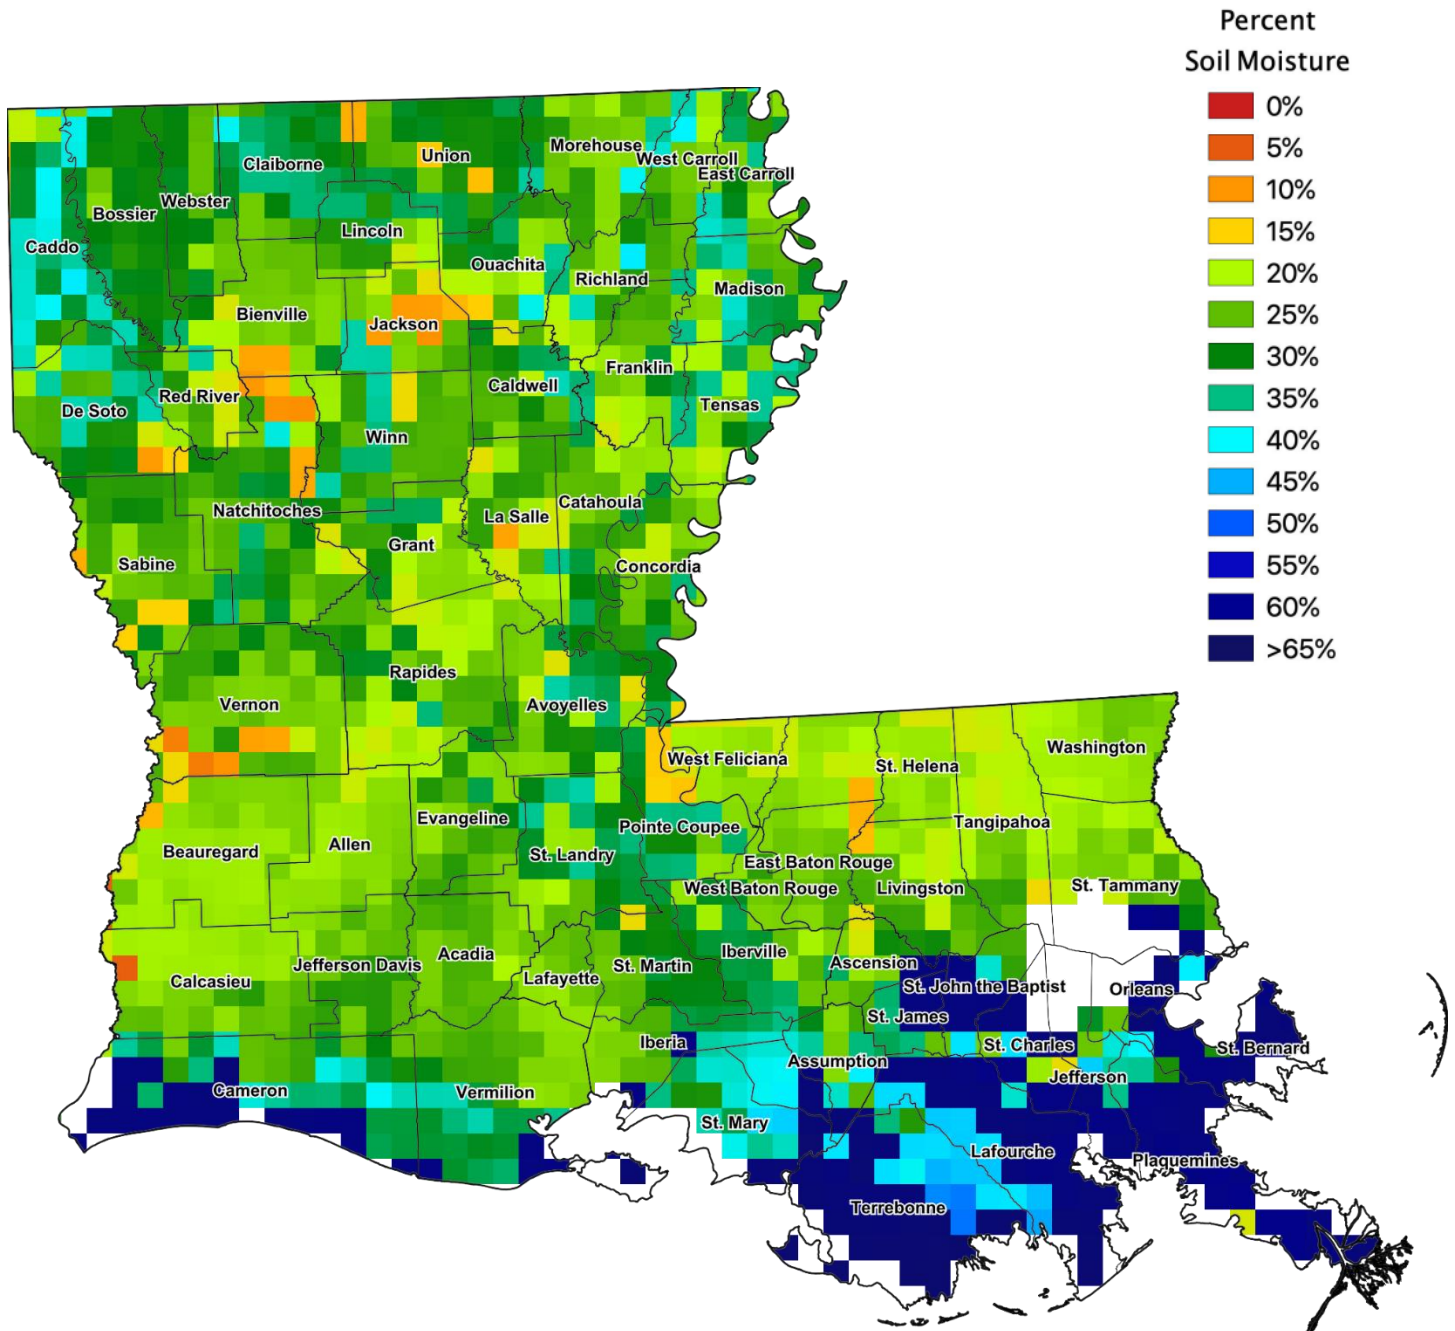 Percent
Soil Moisture
0%
5%
10%
15%
20%
25%
30%
35%
40%
45%
50%
55%
60%
>65%
Claiborne
Union
Morehouse
West Carroll
East Carroll
Bossier
Webster
Lincoln
Caddo
Ouachita
Richland
Madison
Bienville
Jackson
Franklin
Caldwell
Red River
De Soto
Tensas
Winn
Natchitoches
La Salle
Catahoula
Grant
Sabine
Concordia
Rapides
Vernon
Avoyelles
West Feliciana
St. Helena
Washington
Evangeline
Pointe Coupee
Tangipahoa
Beauregard
Allen
St. Landry
East Baton Rouge
West Baton Rouge
Livingston
St. Tammany
Acadia
Iberville
Jefferson Davis
St. Martin
Ascension
Calcasieu
Lafayette
St. John the Baptist
Orleans
St. James
Iberia
St. Charles
St. Bernard
Assumption
Jefferson
Cameron
Vermilion
St. Mary
Lafourche
Plaquemines
Terrebonne